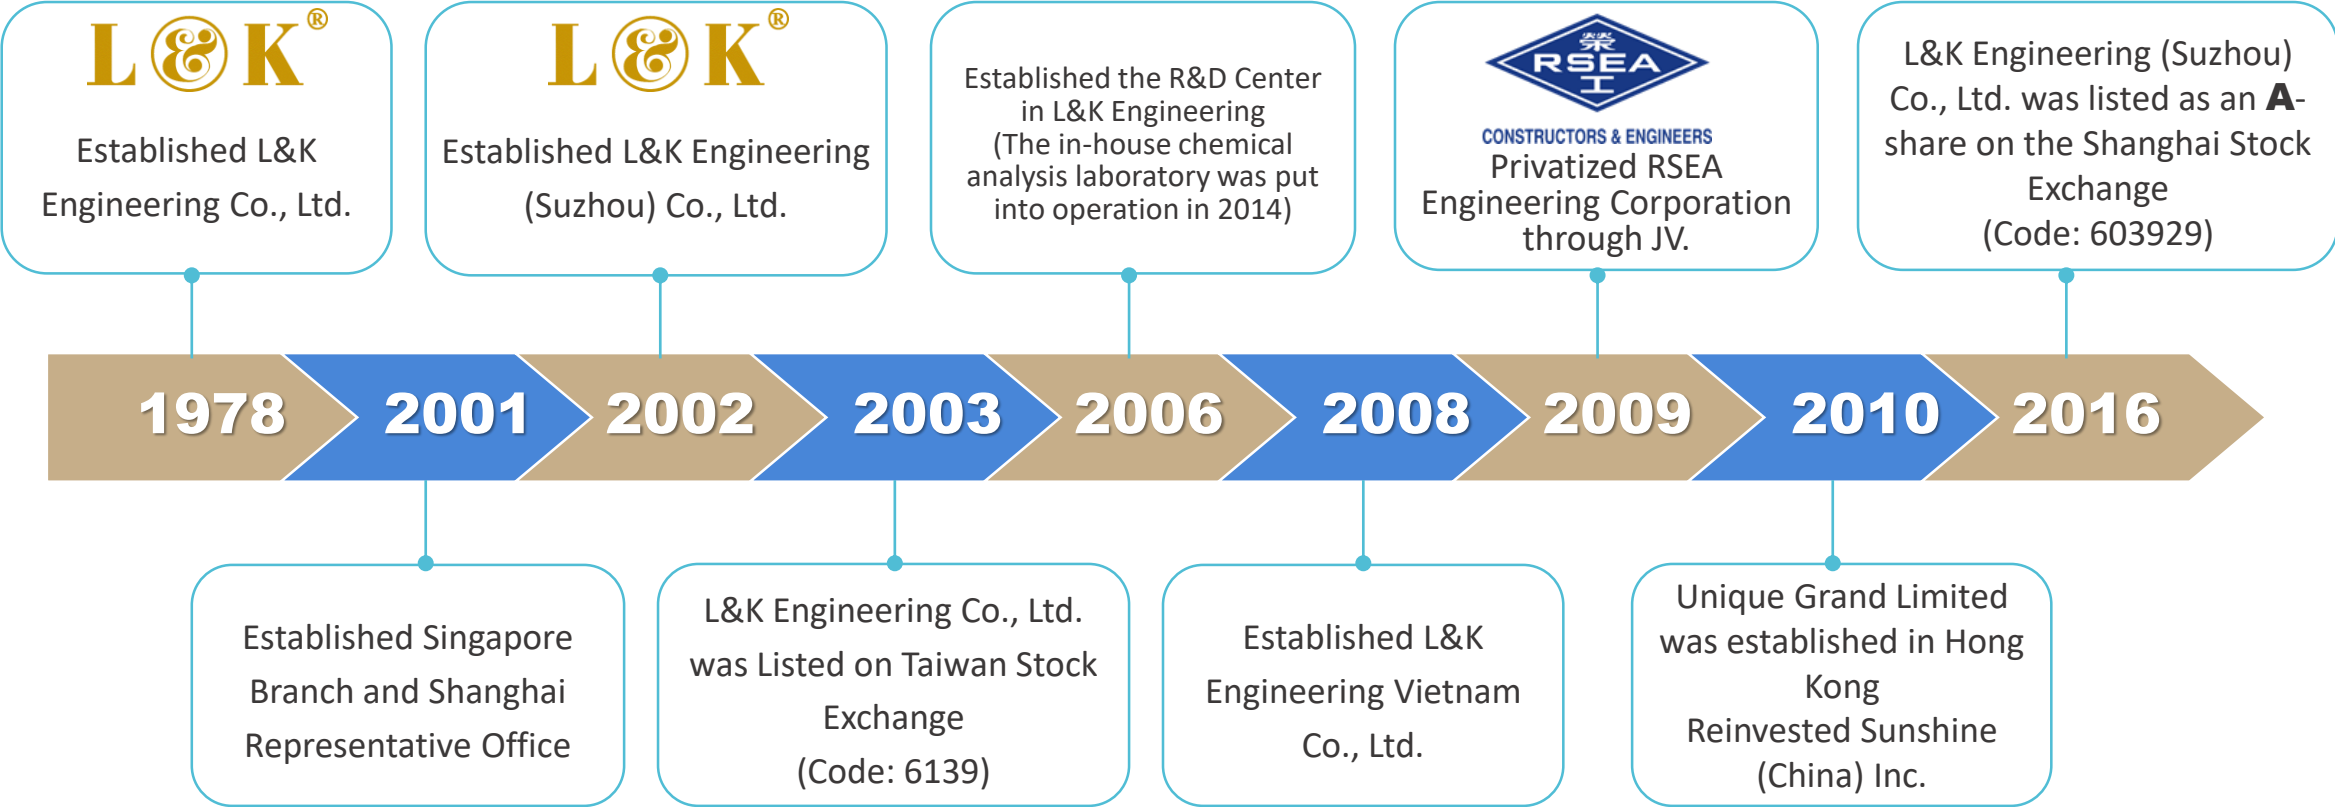 L&K®
Established L&K
Engineering Co., Ltd.
L&K®
Established L&K Engineering
(Suzhou) Co., Ltd.
Established the R&D Center
in L&K Engineering
(The in-house chemical
analysis laboratory was put
into operation in 2014)
榮
RSEA
工
CONSTRUCTORS & ENGINEERS
Privatized RSEA
Engineering Corporation
through JV.
L&K Engineering (Suzhou)
Co., Ltd. was listed as an A-
share on the Shanghai Stock
Exchange
(Code: 603929)
1978 2001 2002 2003 2006 2008 2009 2010 2016
Established Singapore
Branch and Shanghai
Representative Office
L&K Engineering Co., Ltd.
was Listed on Taiwan Stock
Exchange
(Code: 6139)
Established L&K
Engineering Vietnam
Co., Ltd.
Unique Grand Limited
was established in Hong
Kong
Reinvested Sunshine
(China) Inc.